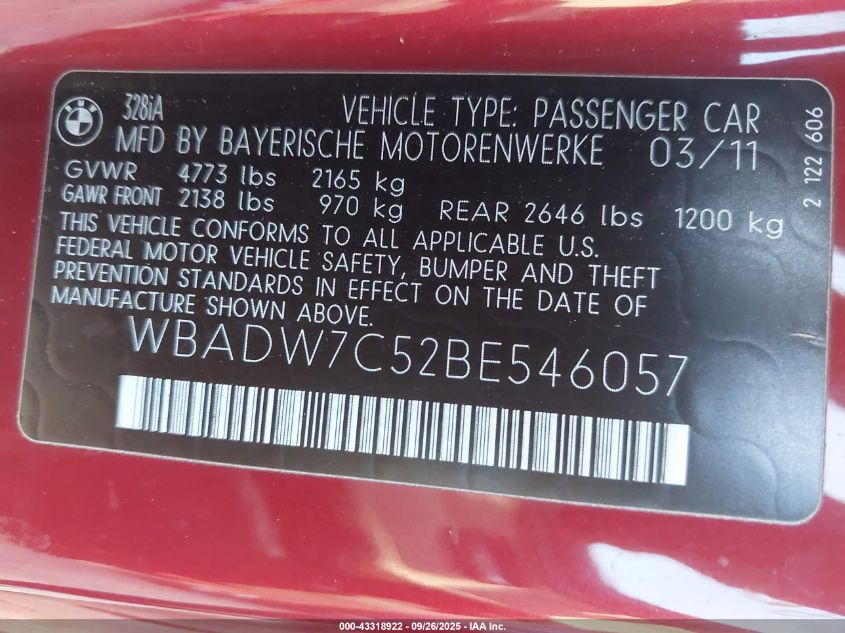 BMW
328iA VEHICLE TYPE: PASSENGER CAR
MFD BY BAYERISCHE MOTORENWERKE 03/11
GVWR 4773 lbs 2165 kg
GAWR FRONT 2138 lbs 970 kg REAR 2646 lbs 1200 kg
THIS VEHICLE CONFORMS TO ALL APPLICABLE U.S.
FEDERAL MOTOR VEHICLE SAFETY, BUMPER AND THEFT
PREVENTION STANDARDS IN EFFECT ON THE DATE OF
MANUFACTURE SHOWN ABOVE.
WBADW7C52BE546057
2 122 606
000-43318922 - 09/26/2025 - IAA Inc.